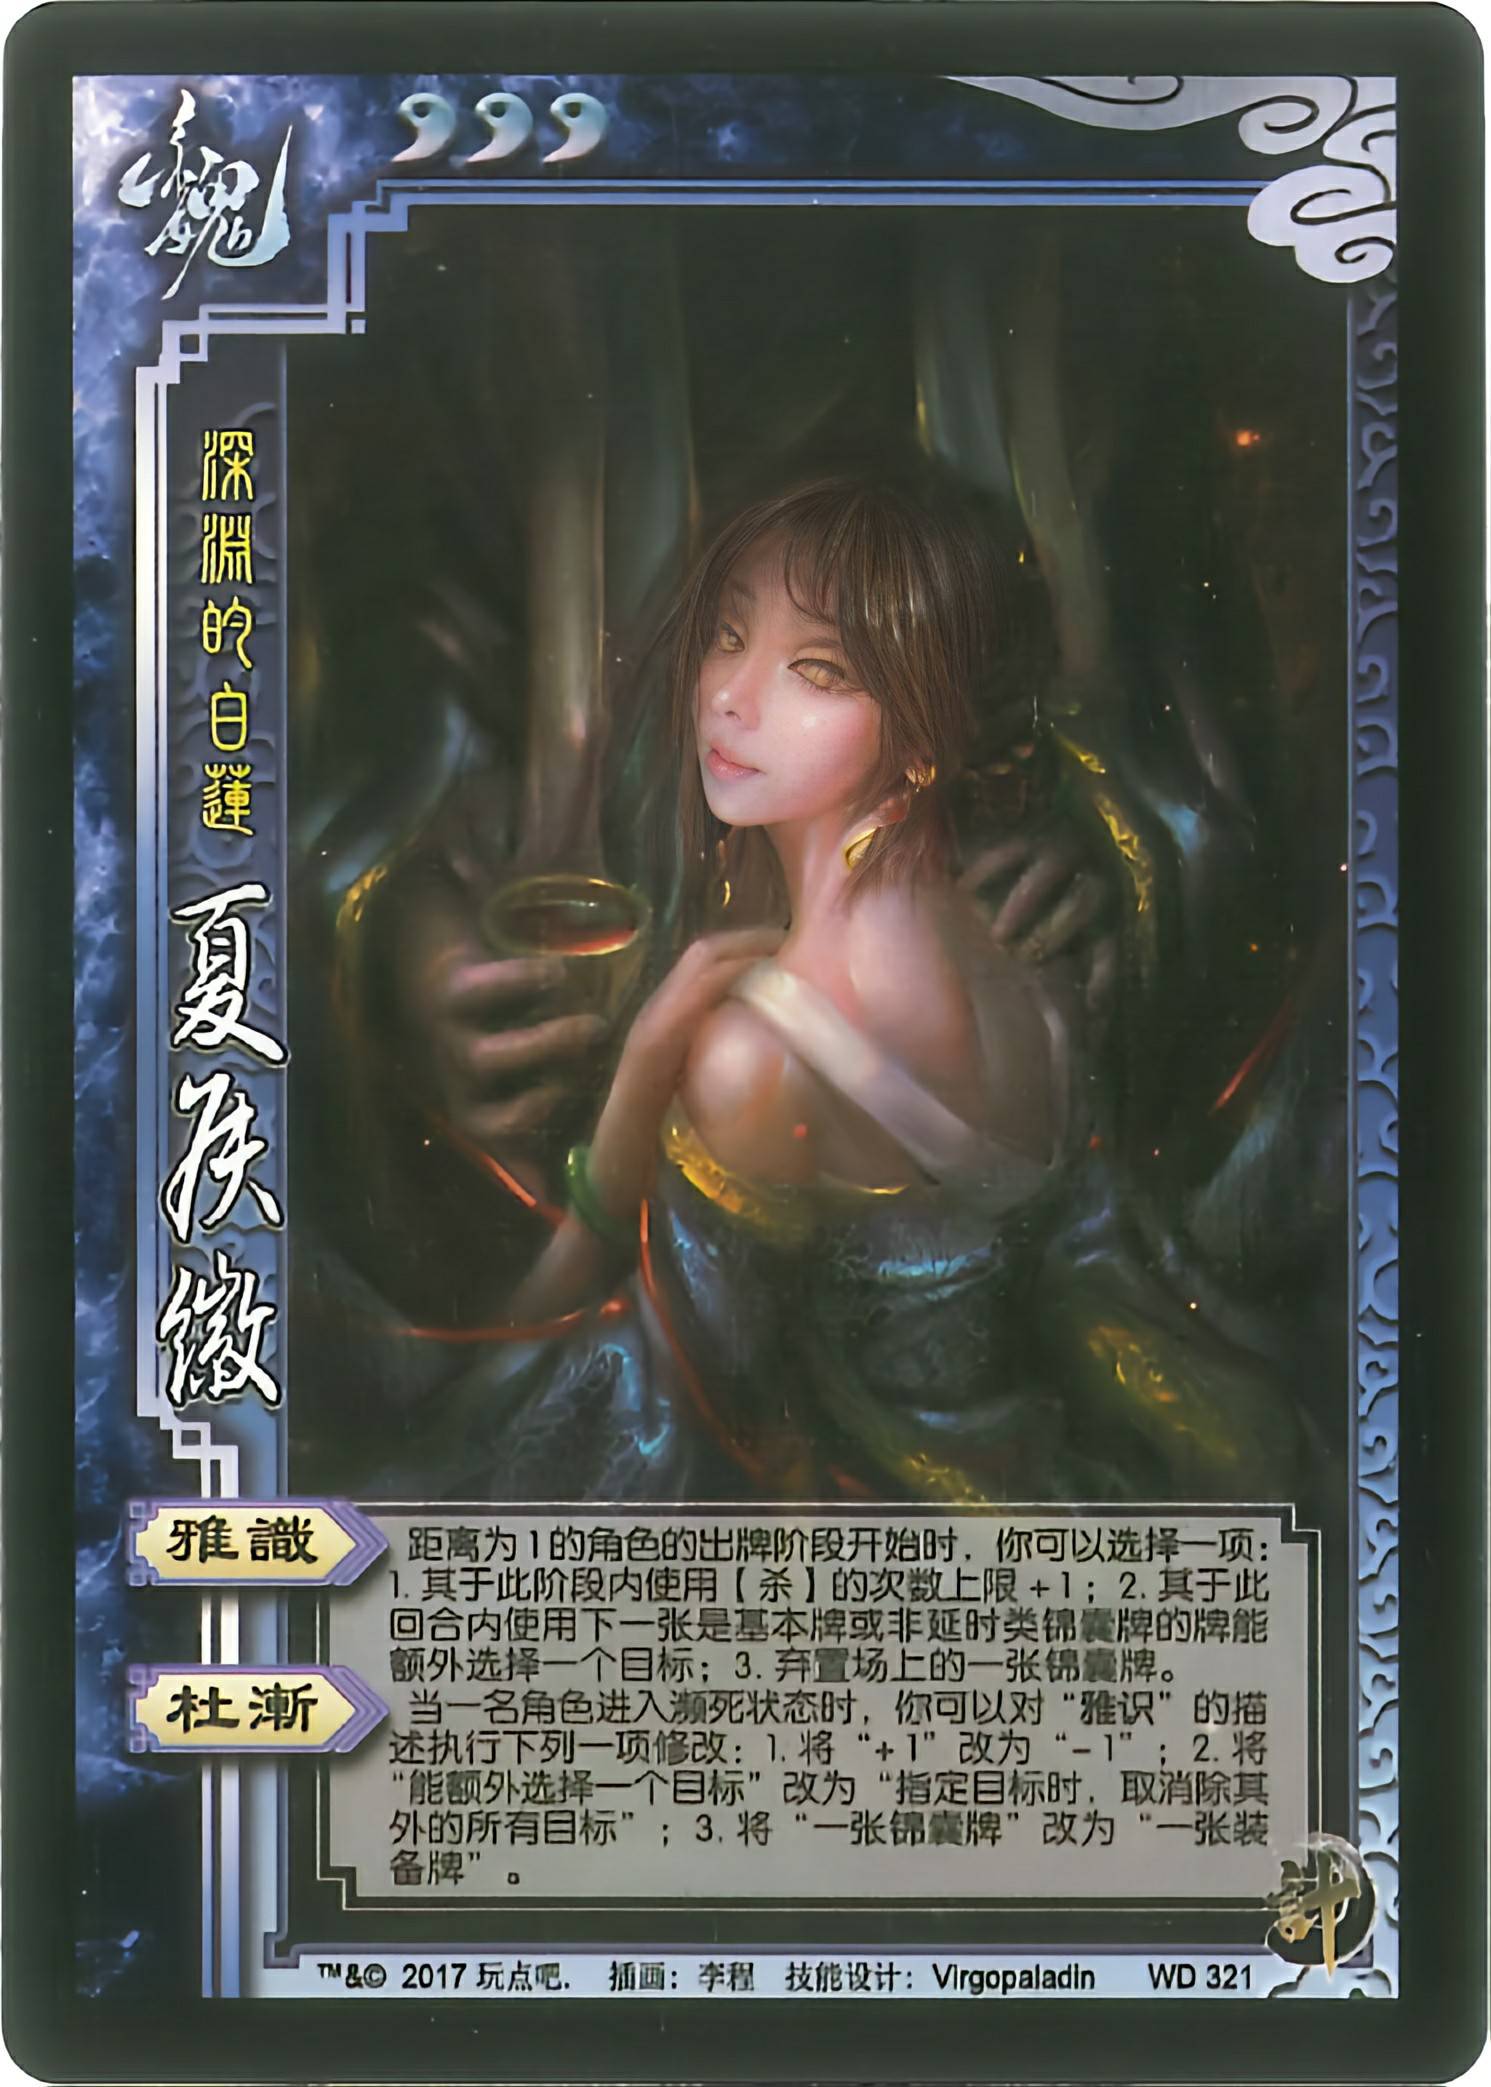 魏
深淵的白蓮
夏侯徽
雅識
距离为1的角色的出牌阶段开始时，你可以选择一项：
1. 其于此阶段内使用【杀】的次数上限+1；2. 其于此
回合内使用下一张是基本牌或非延时类锦囊牌的牌能
额外选择一个目标；3. 弃置场上的一张锦囊牌。
杜漸
当一名角色进入濒死状态时，你可以对“雅识”的描
述执行下列一项修改：1. 将“+1”改为“-1”；2. 将
“能额外选择一个目标”改为“指定目标时，取消除其
外的所有目标”；3. 将“一张锦囊牌”改为“一张装
备牌”。
計
™&© 2017 玩点吧. 插画：李程 技能设计：Virgopaladin WD 321